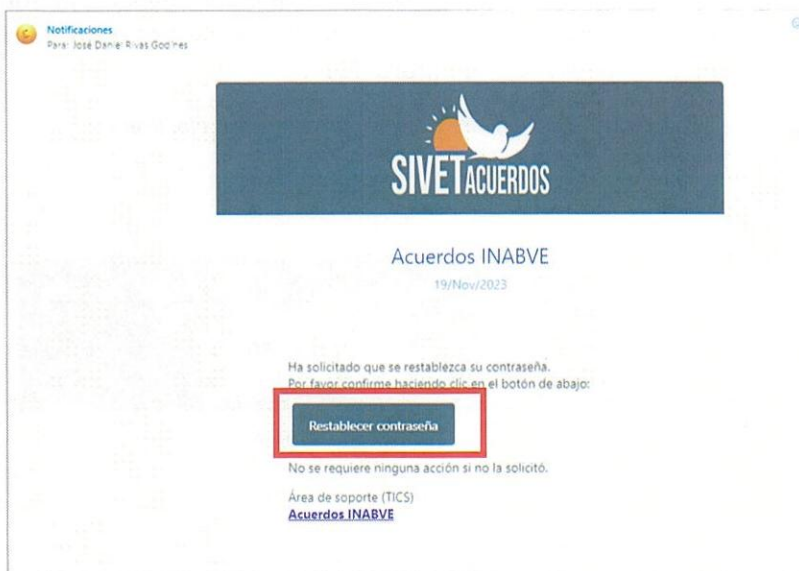 Notificaciones
Para: José Daniel Rivas Godines
SIVETACUERDOS
Acuerdos INABVE
19/Nov/2023
Ha solicitado que se restablezca su contraseña.
Por favor confirme haciendo clic en el botón de abajo:
Restablecer contraseña
No se requiere ninguna acción si no la solicitó.
Área de soporte (TICS)
Acuerdos INABVE